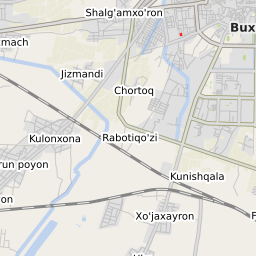 Shalg'amxo'ron
Bux
mach
Jizmandi
Chortoq
Kulonxona
Rabotiqo'zi
run poyon
Kunishqala
on
Xo'jaxayron